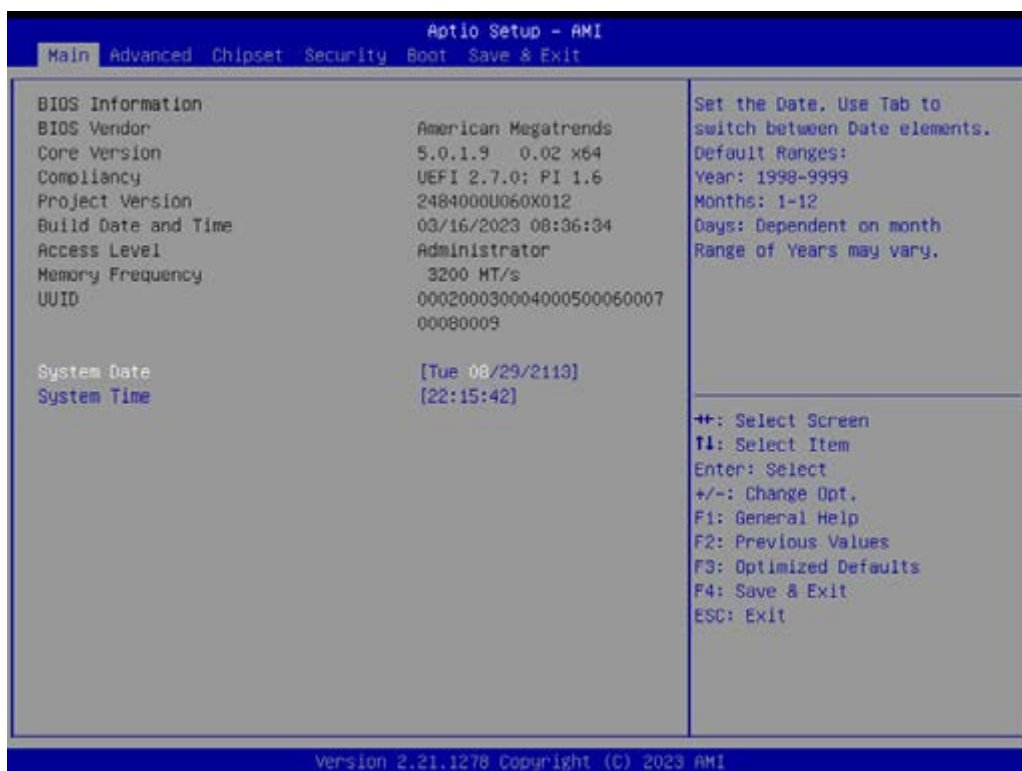 Aptio Setup - AMI
Main Advanced Chipset Security Boot Save & Exit
BIOS Information
BIOS Vendor American Megatrends
Core Version 5.0.1.9 0.02 x64
Compliancy UEFI 2.7.0; PI 1.6
Project Version 2484000U060X012
Build Date and Time 03/16/2023 08:36:34
Access Level Administrator
Memory Frequency 3200 MT/s
UUID 000200030004000500060007
00080009
System Date [Tue 08/29/2113]
System Time [22:15:42]
Set the Date. Use Tab to
switch between Date elements.
Default Ranges:
Year: 1998-9999
Months: 1-12
Days: Dependent on month
Range of Years may vary.
→←: Select Screen
↑↓: Select Item
Enter: Select
+/-: Change Opt.
F1: General Help
F2: Previous Values
F3: Optimized Defaults
F4: Save & Exit
ESC: Exit
Version 2.21.1278 Copyright (C) 2023 AMI